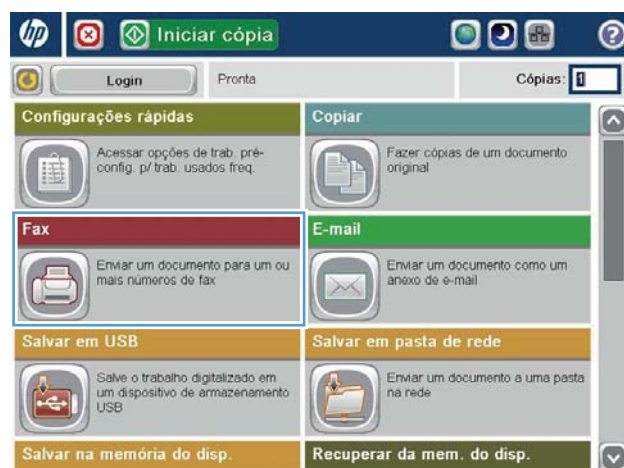 hp
Iniciar cópia
?
Login
Pronta
Cópias: 1
Configurações rápidas
Acessar opções de trab. pré-
config. p/ trab. usados freq.
Copiar
Fazer cópias de um documento
original
Fax
Enviar um documento para um ou
mais números de fax
E-mail
Enviar um documento como um
anexo de e-mail
Salvar em USB
Salve o trabalho digitalizado em
um dispositivo de armazenamento
USB
Salvar em pasta de rede
Enviar um documento a uma pasta
na rede
Salvar na memória do disp.
Recuperar da mem. do disp.